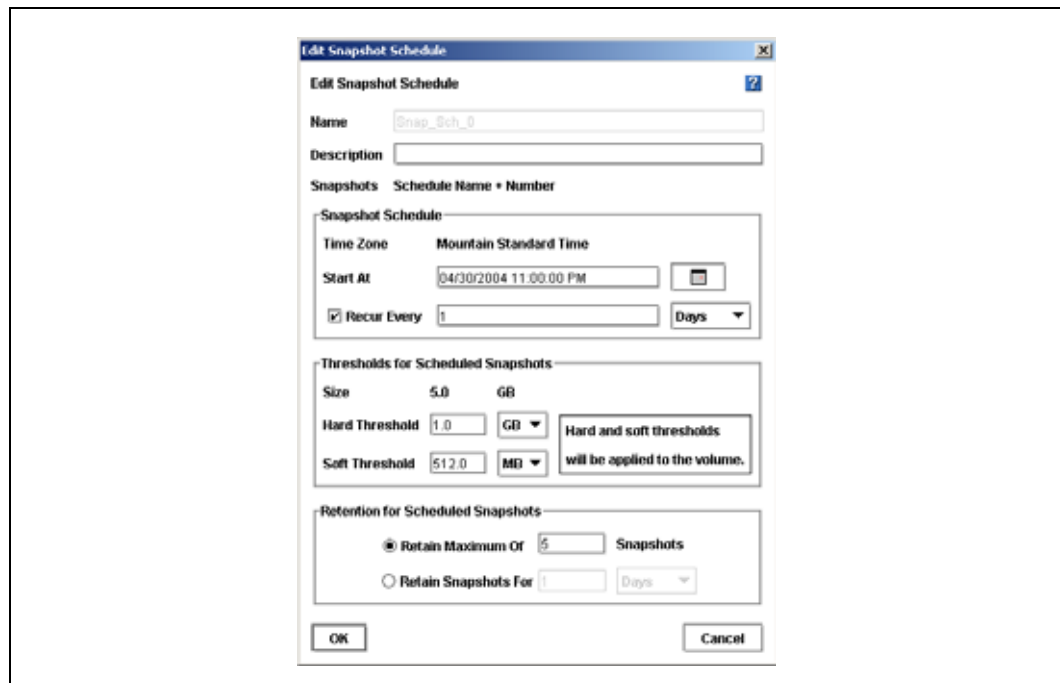 Edit Snapshot Schedule
Edit Snapshot Schedule
Name Snap_Sch_0
Description
Snapshots Schedule Name + Number
Snapshot Schedule
Time Zone Mountain Standard Time
Start At 04/30/2004 11:00:00 PM
Recur Every 1 Days
Thresholds for Scheduled Snapshots
Size 5.0 GB
Hard Threshold 1.0 GB
Soft Threshold 512.0 MB
Hard and soft thresholds
will be applied to the volume.
Retention for Scheduled Snapshots
Retain Maximum Of 5 Snapshots
Retain Snapshots For 1 Days
OK Cancel